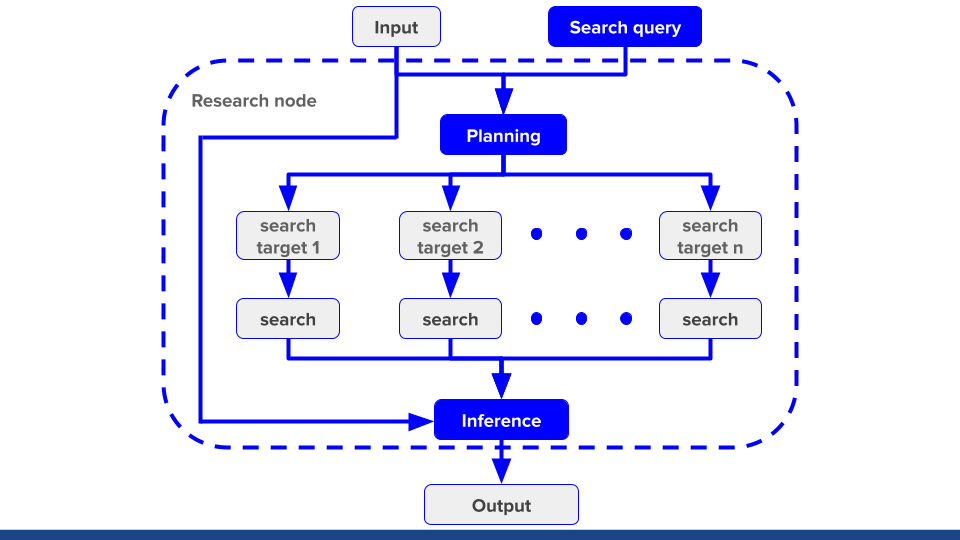 Input
Search query
Research node
Planning
search
target 1
search
target 2
search
target n
search
search
search
Inference
Output